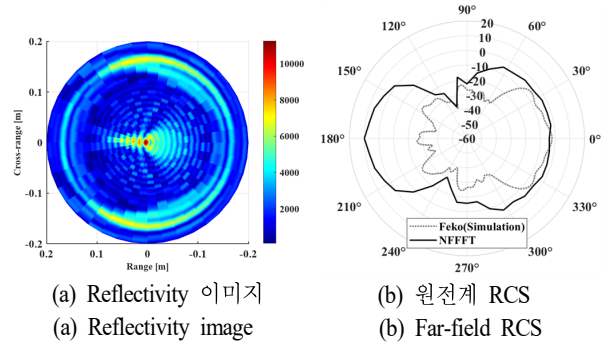 0.2
0.1
0
-0.1
-0.2
Cross-range [m]
0.2 0.1 0 -0.1 -0.2
Range [m]
10000
8000
6000
4000
2000
90°
120° 60°
150° 30°
180° 0°
210° 330°
240° 300°
270°
20
10
0
-10
-20
-30
-40
-50
-60
Feko(Simulation)
NFFFT
(a) Reflectivity 이미지
(a) Reflectivity image
(b) 원전계 RCS
(b) Far-field RCS